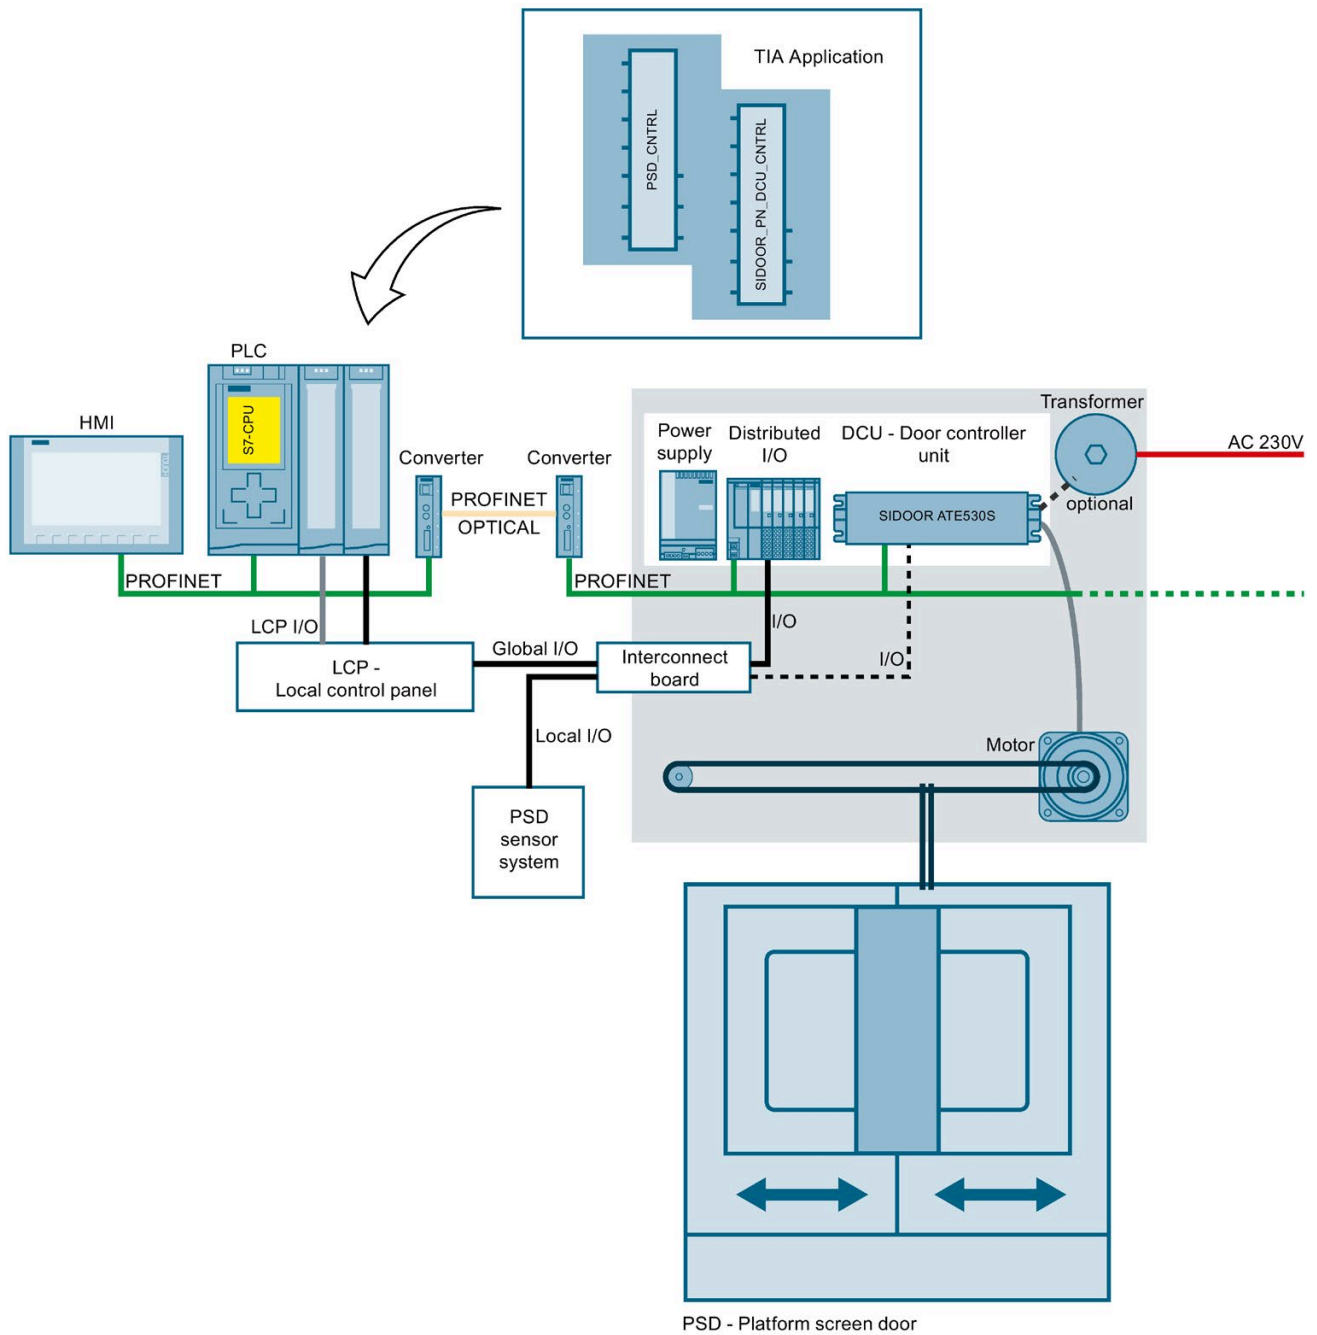 TIA Application
PSD_CNTRL
SIDOOR_PN_DCU_CNTRL
PLC
HMI
S7-CPU
Converter
Converter
PROFINET
OPTICAL
Power
supply
Distributed
I/O
DCU - Door controller
unit
Transformer
AC 230V
optional
SIDOOR ATE530S
PROFINET
PROFINET
LCP I/O
I/O
Global I/O
I/O
LCP -
Local control panel
Interconnect
board
Local I/O
Motor
PSD
sensor
system
PSD - Platform screen door